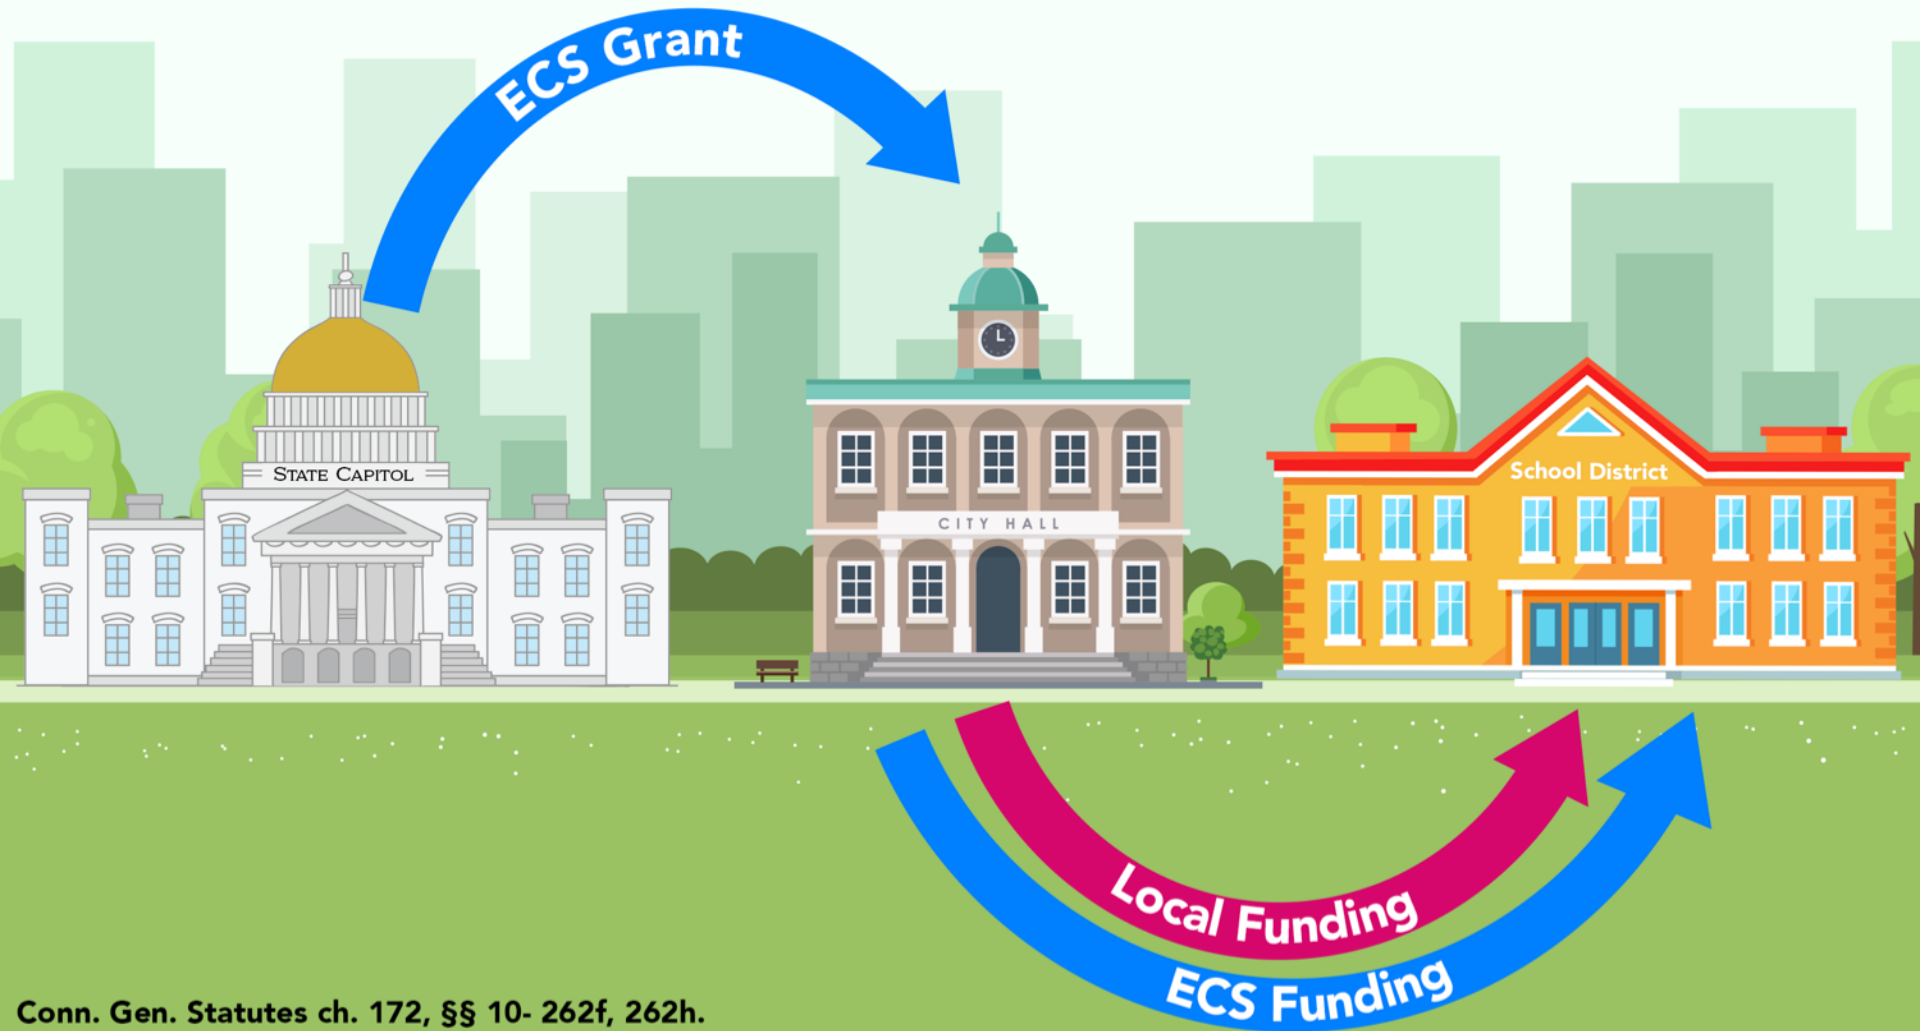 ECS Grant
STATE CAPITOL
CITY HALL
School District
Local Funding
ECS Funding
Conn. Gen. Statutes ch. 172, §§ 10- 262f, 262h.